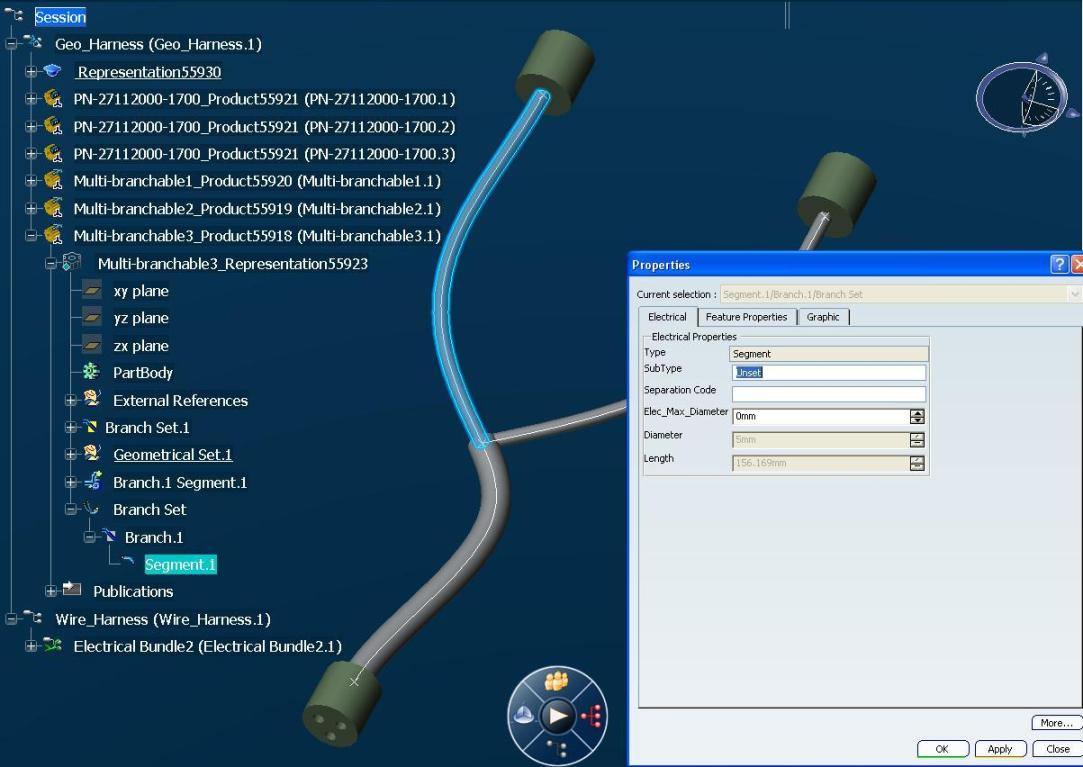 Session
Geo_Harness (Geo_Harness.1)
Representation55930
PN-27112000-1700_Product55921 (PN-27112000-1700.1)
PN-27112000-1700_Product55921 (PN-27112000-1700.2)
PN-27112000-1700_Product55921 (PN-27112000-1700.3)
Multi-branchable1_Product55920 (Multi-branchable1.1)
Multi-branchable2_Product55919 (Multi-branchable2.1)
Multi-branchable3_Product55918 (Multi-branchable3.1)
Multi-branchable3_Representation55923
xy plane
yz plane
zx plane
PartBody
External References
Branch Set.1
Geometrical Set.1
Branch.1 Segment.1
Branch Set
Branch.1
Segment.1
Publications
Wire_Harness (Wire_Harness.1)
Electrical Bundle2 (Electrical Bundle2.1)
Properties
Current selection : Segment.1/Branch.1/Branch Set
Electrical Feature Properties Graphic
Electrical Properties
Type Segment
SubType Unset
Separation Code
Elec_Max_Diameter 0mm
Diameter 5mm
Length 156.169mm
More...
OK Apply Close